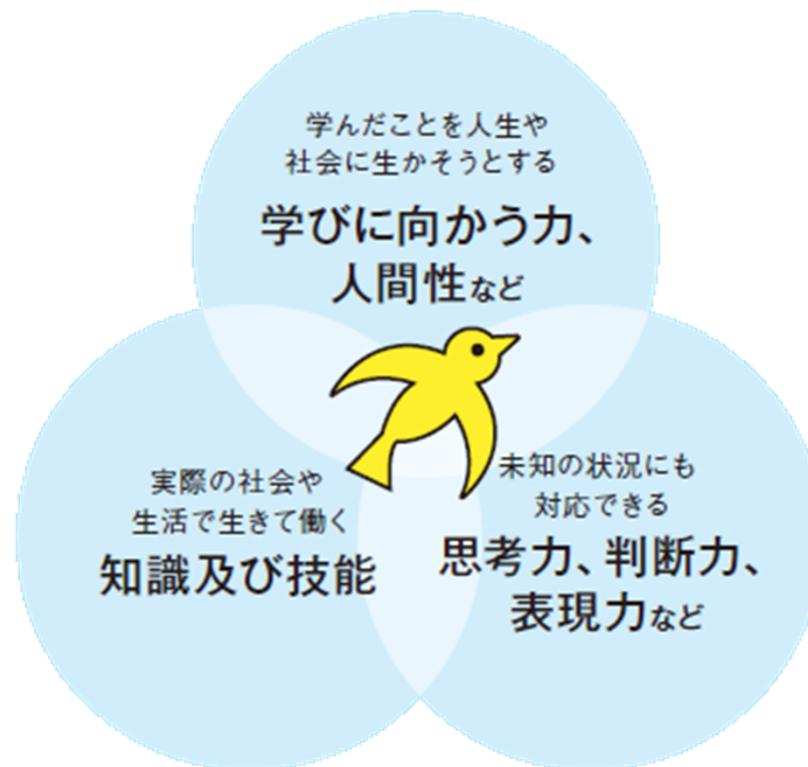 学んだことを人生や
社会に生かそうとする
学びに向かう力、
人間性など
実際の社会や
生活で生きて働く
知識及び技能
未知の状況にも
対応できる
思考力、判断力、
表現力など